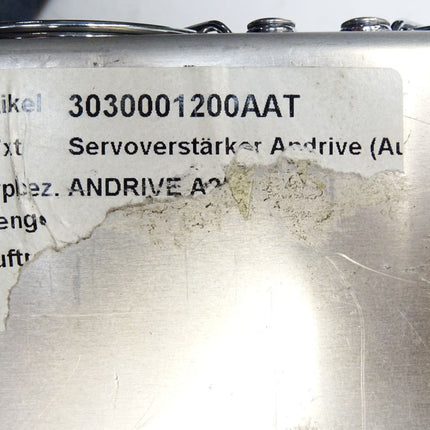 ikel 3030001200AAT
xt Servoverstärker Andrive (Au
pbez. ANDRIVE A2
enge
uftr